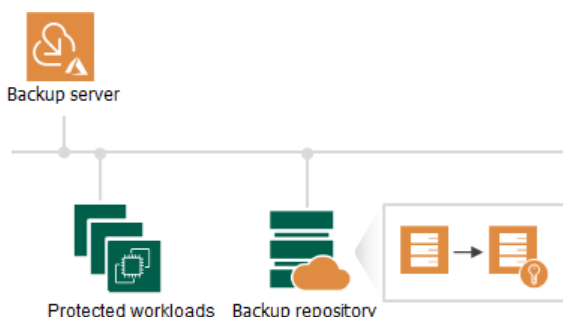 Backup server
Protected workloads
Backup repository